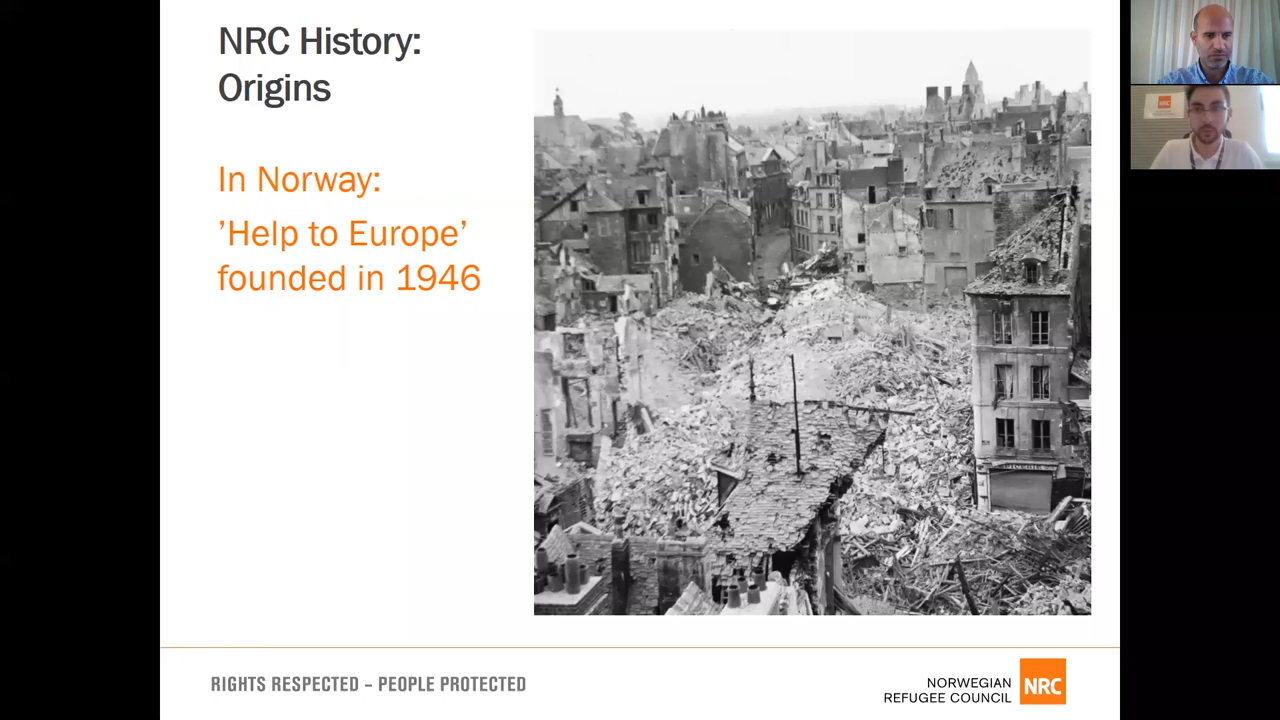 NRC History:
Origins
In Norway:
’Help to Europe’
founded in 1946
RIGHTS RESPECTED – PEOPLE PROTECTED
NORWEGIAN
REFUGEE COUNCIL
NRC
NRC